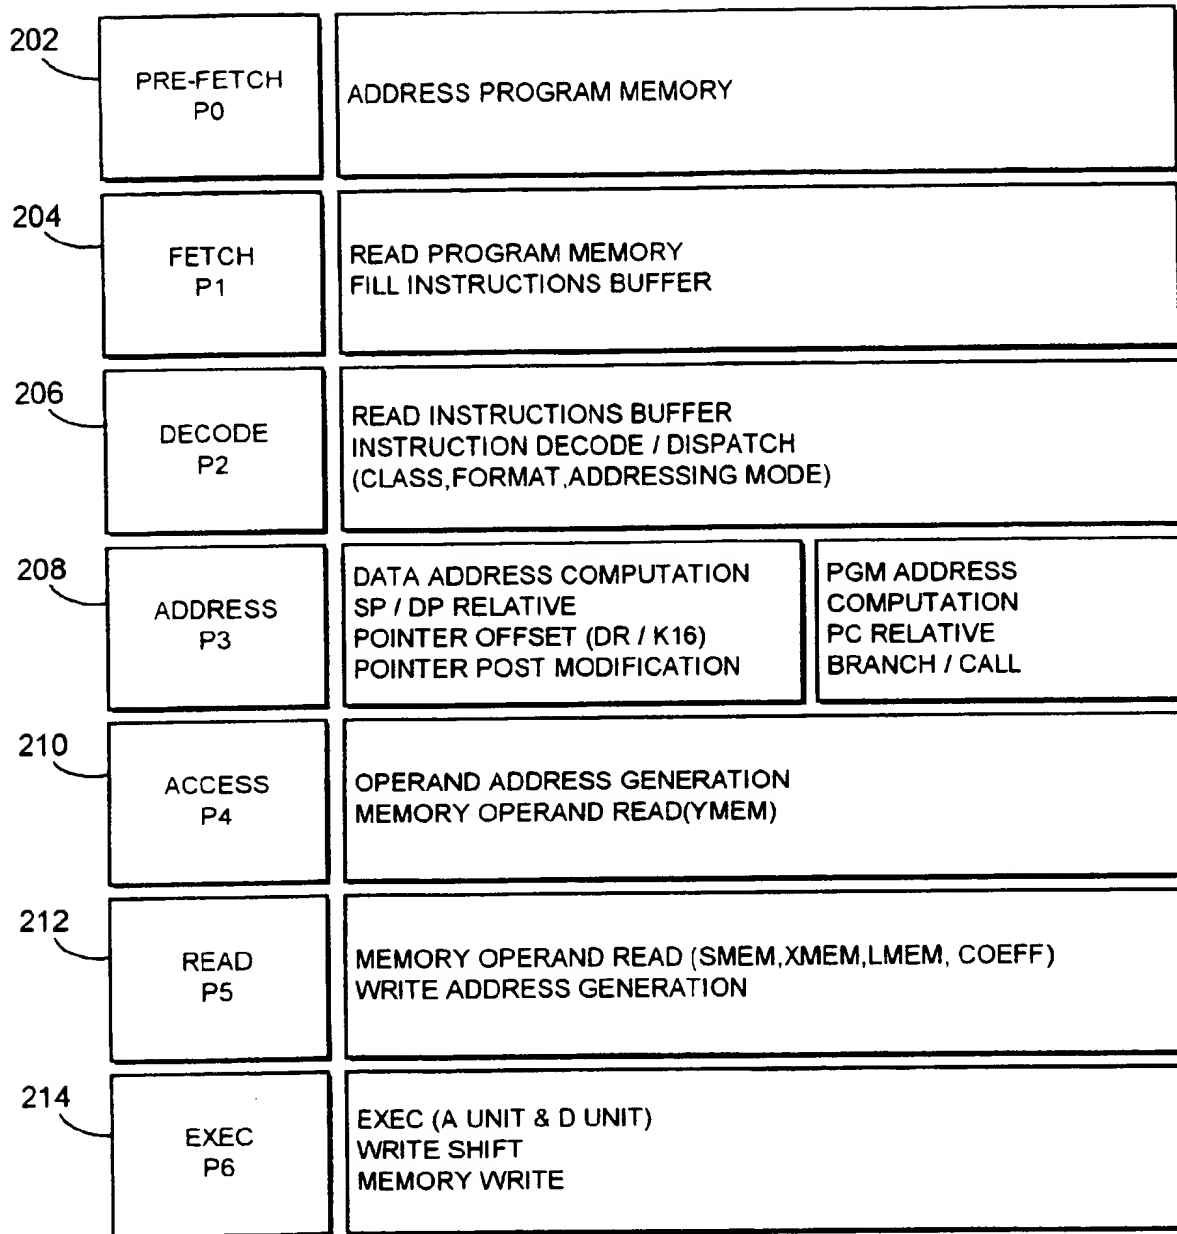 202
PRE-FETCH
P0
ADDRESS PROGRAM MEMORY
204
FETCH
P1
READ PROGRAM MEMORY
FILL INSTRUCTIONS BUFFER
206
DECODE
P2
READ INSTRUCTIONS BUFFER
INSTRUCTION DECODE / DISPATCH
(CLASS,FORMAT,ADDRESSING MODE)
208
ADDRESS
P3
DATA ADDRESS COMPUTATION
SP / DP RELATIVE
POINTER OFFSET (DR / K16)
POINTER POST MODIFICATION
PGM ADDRESS
COMPUTATION
PC RELATIVE
BRANCH / CALL
210
ACCESS
P4
OPERAND ADDRESS GENERATION
MEMORY OPERAND READ(YMEM)
212
READ
P5
MEMORY OPERAND READ (SMEM,XMEM,LMEM, COEFF)
WRITE ADDRESS GENERATION
214
EXEC
P6
EXEC (A UNIT & D UNIT)
WRITE SHIFT
MEMORY WRITE